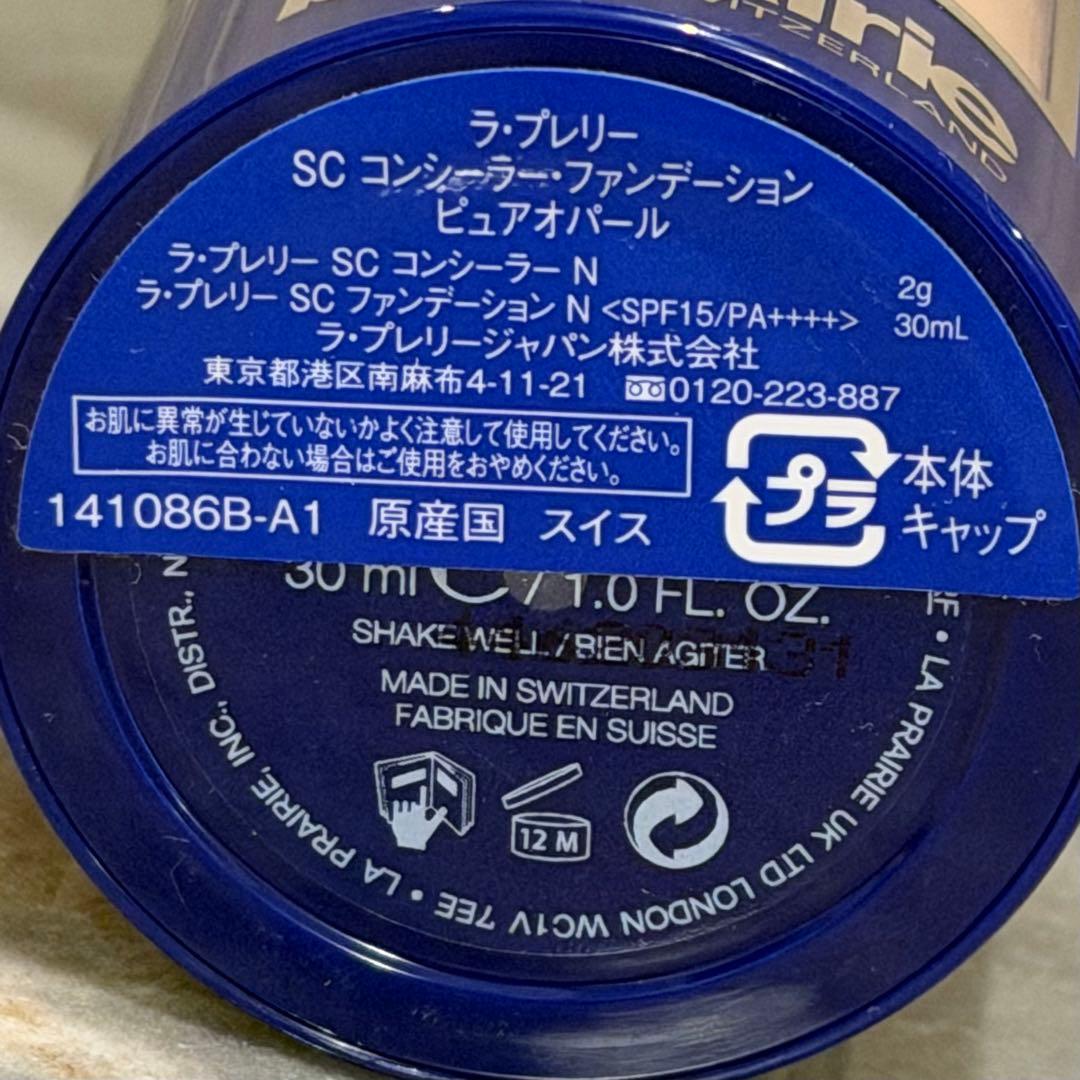 irie
SWITZERLAND
ラ・プレリー
SC コンシーラー・ファンデーション
ピュアオパール
ラ・プレリー SC コンシーラー N 2g
ラ・プレリー SC ファンデーション N <SPF15/PA++++> 30mL
ラ・プレリージャパン株式会社
東京都港区南麻布4-11-21 0120-223-887
お肌に異常が生じていないかよく注意して使用してください。
お肌に合わない場合はご使用をおやめください。
プラ
本体
キャップ
141086B-A1 原産国 スイス
30 ml ℮ / 1.0 FL. OZ.
SHAKE WELL / BIEN AGITER
MADE IN SWITZERLAND
FABRIQUE EN SUISSE
12 M
• LA PRAIRIE UK LTD LONDON WC1V 7EE • LA PRAIRIE, INC., DISTR.,